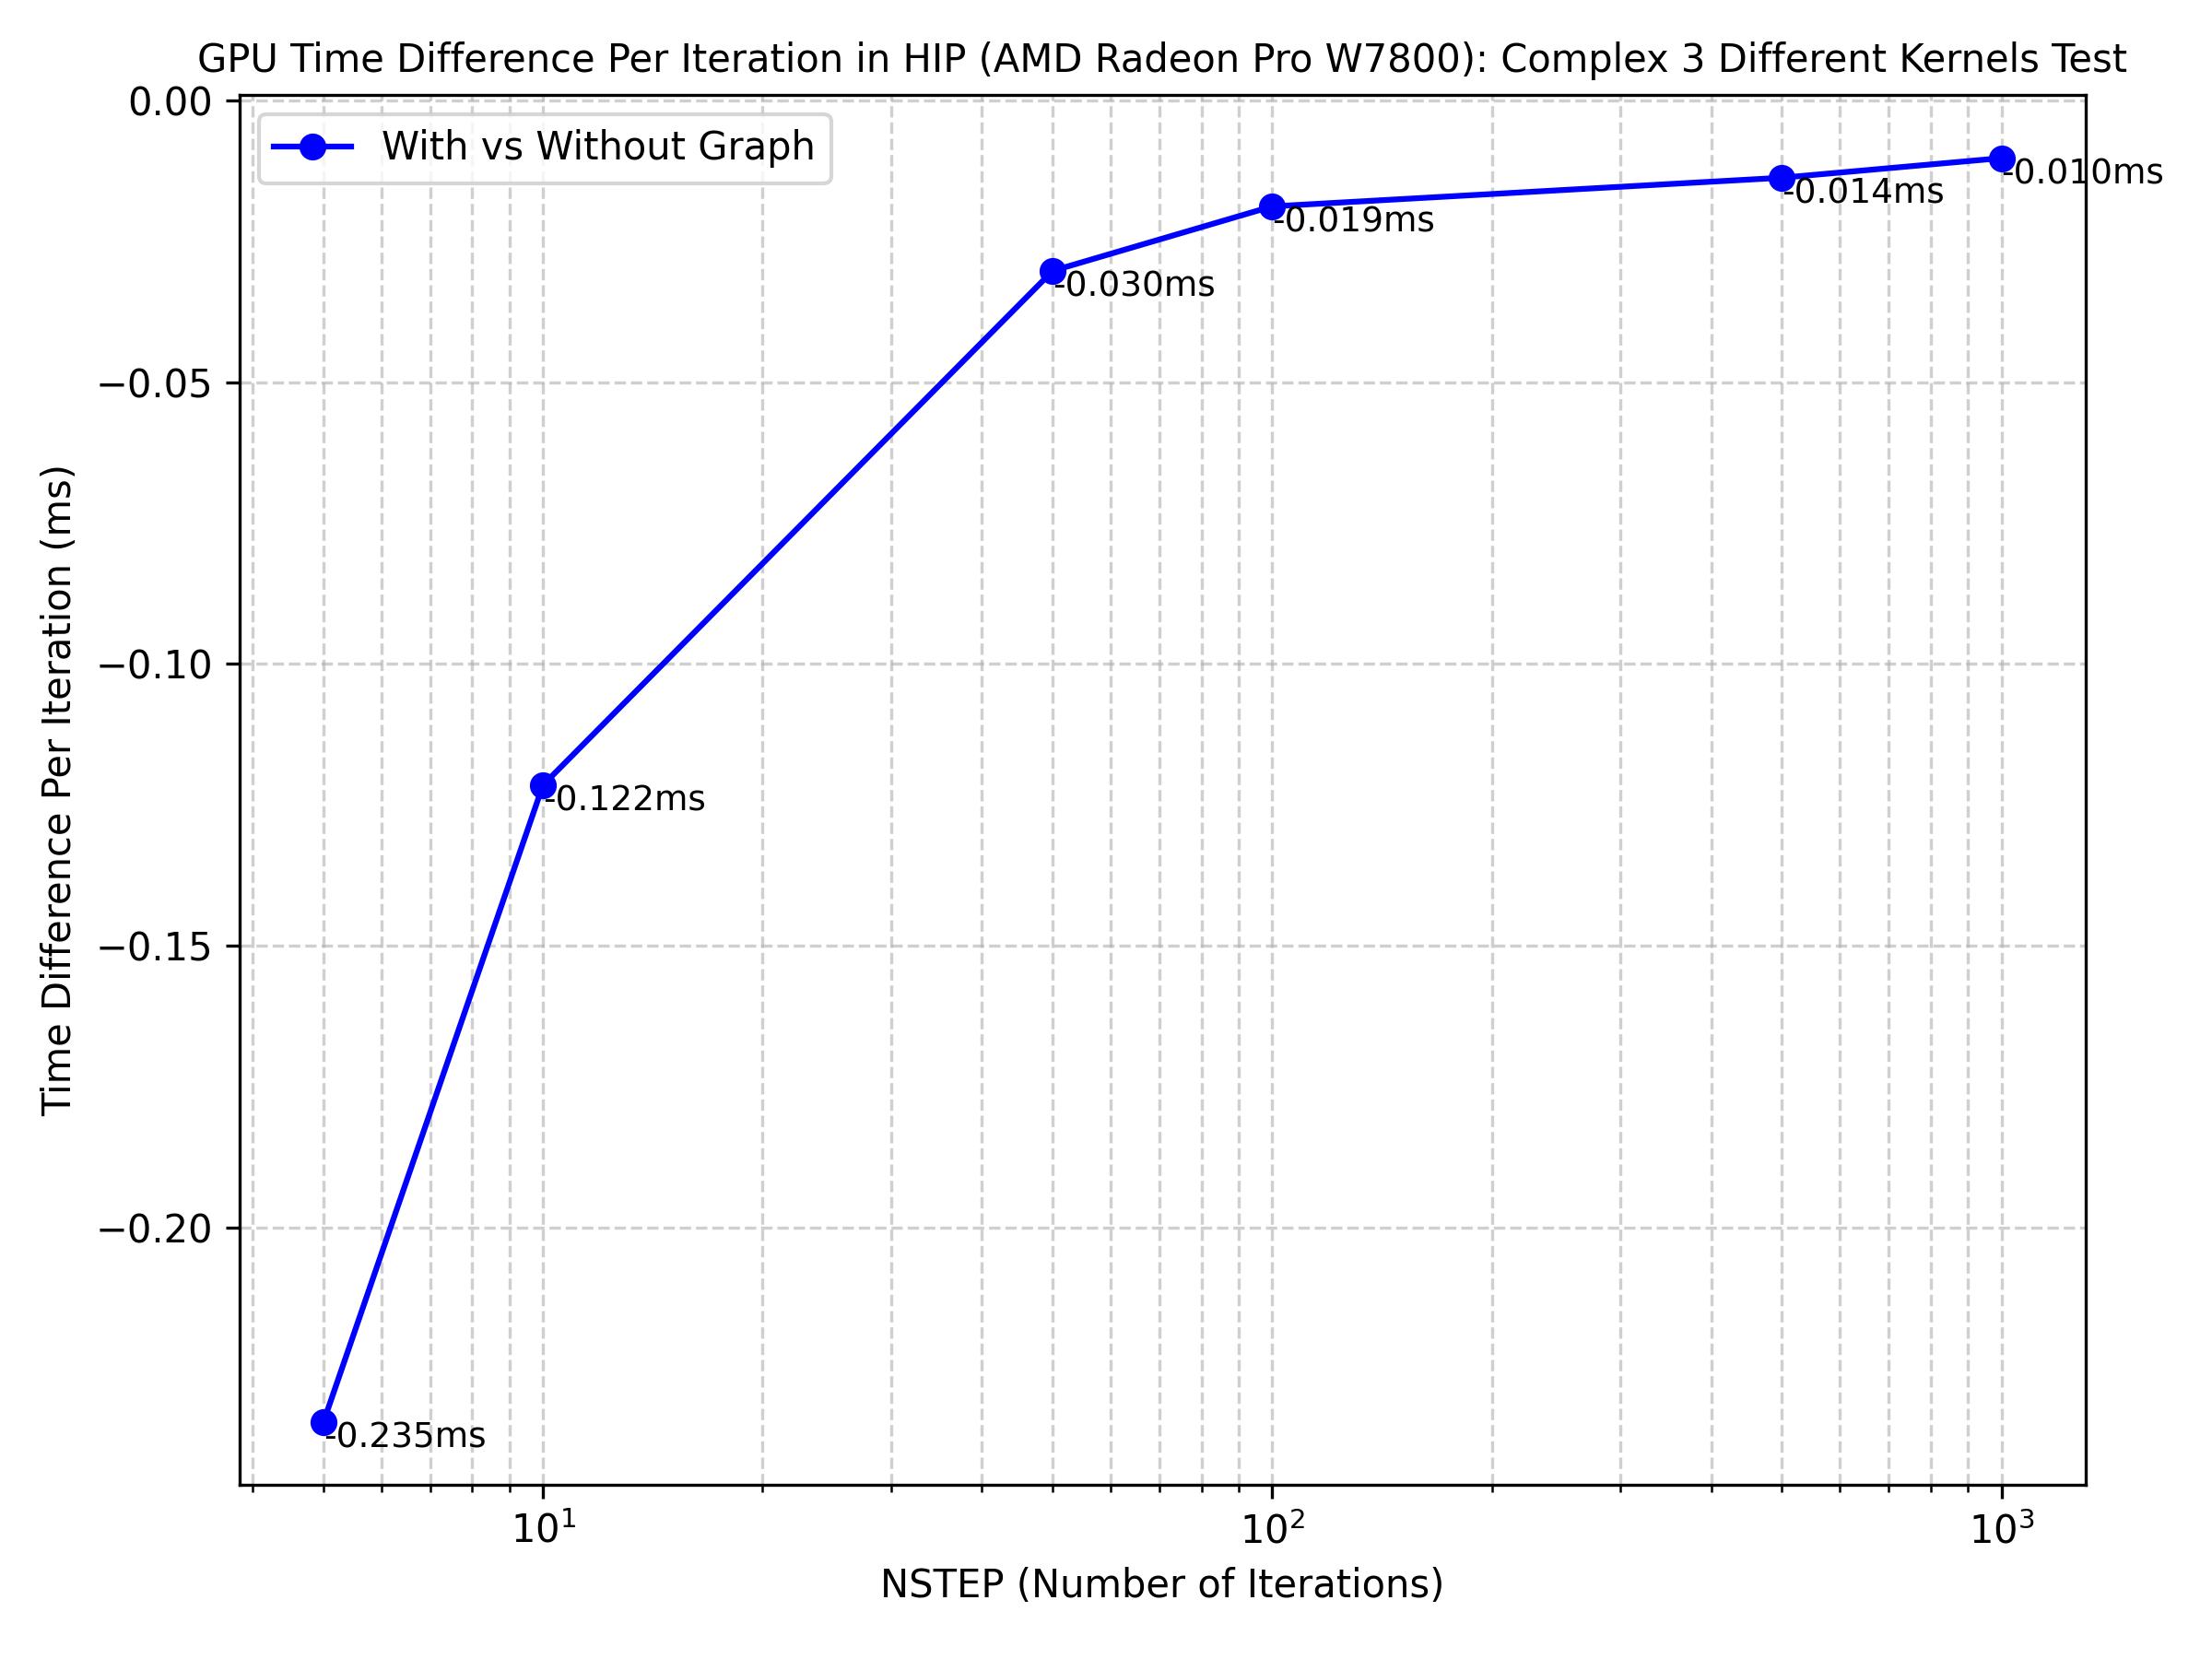 GPU Time Difference Per Iteration in HIP (AMD Radeon Pro W7800): Complex 3 Different Kernels Test
With vs Without Graph
0.00
−0.05
−0.10
−0.15
−0.20
Time Difference Per Iteration (ms)
-0.235ms
-0.122ms
-0.030ms
-0.019ms
-0.014ms
-0.010ms
10¹
10²
10³
NSTEP (Number of Iterations)